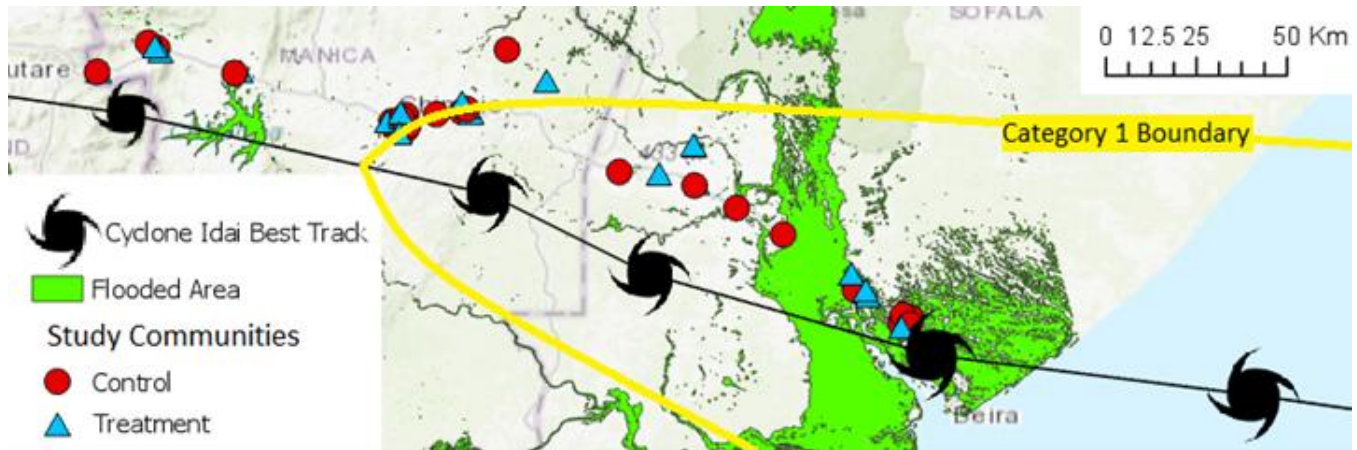 SOFALA
0 12.5 25 50 Km
MANICA
utare
Category 1 Boundary
Cyclone Idai Best Track
Flooded Area
Study Communities
Control
Treatment
Beira